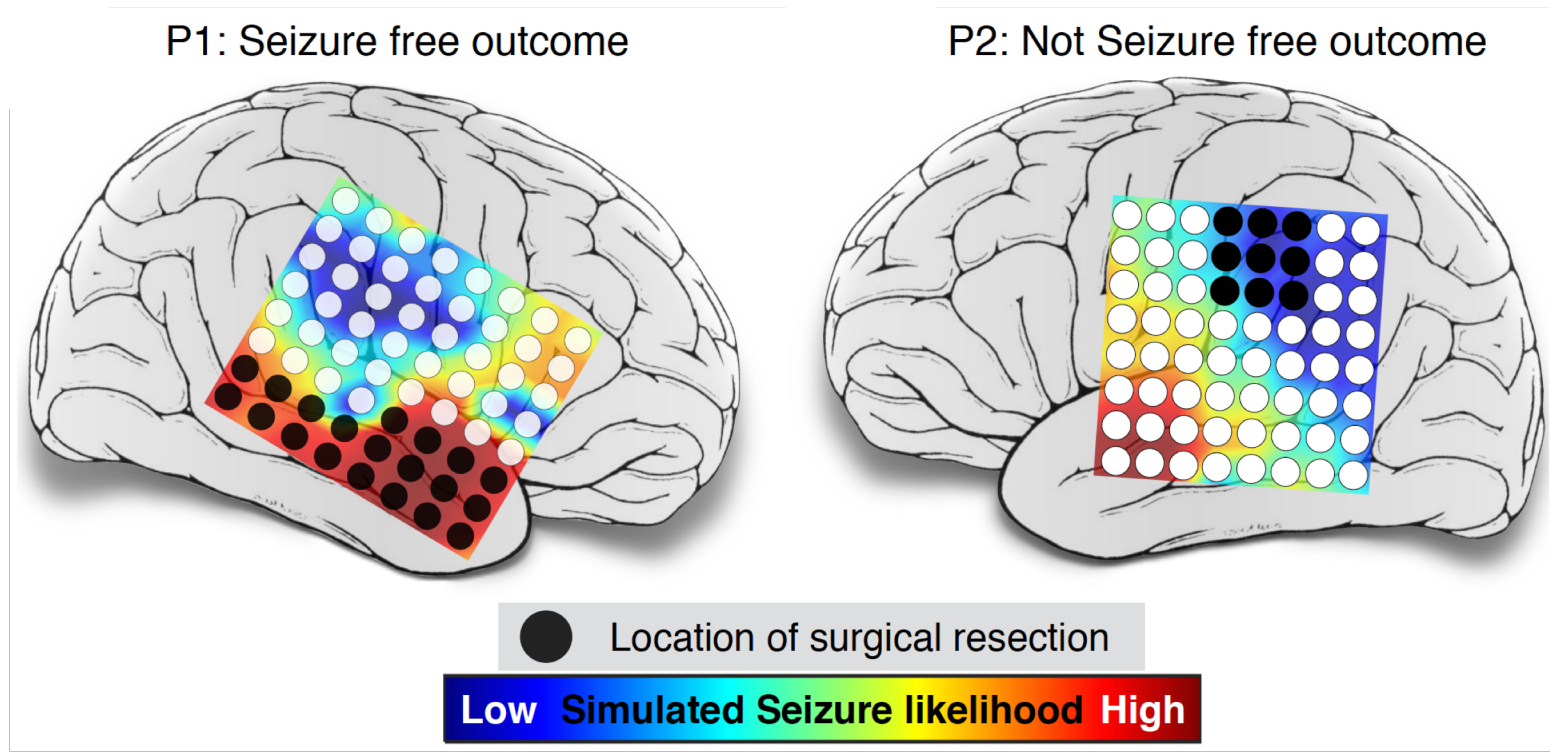 P1: Seizure free outcome
P2: Not Seizure free outcome
Location of surgical resection
Low Simulated Seizure likelihood High